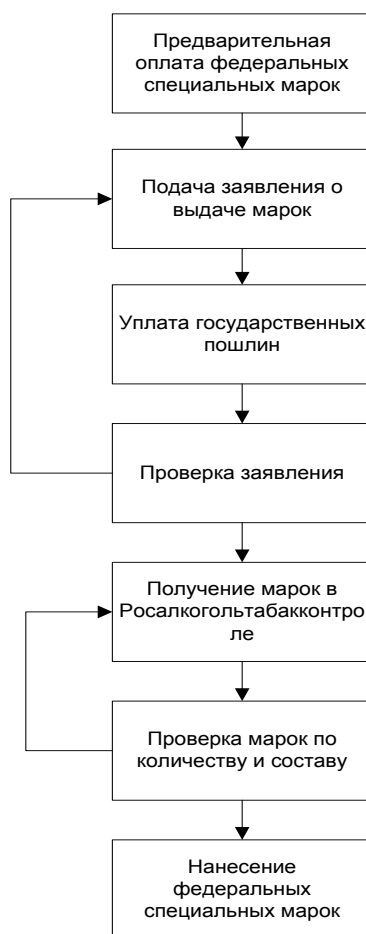 Предварительная
оплата федеральных
специальных марок
Подача заявления о
выдаче марок
Уплата государственных
пошлин
Проверка заявления
Получение марок в
Росалкогольтабакконтро
ле
Проверка марок по
количеству и составу
Нанесение
федеральных
специальных марок